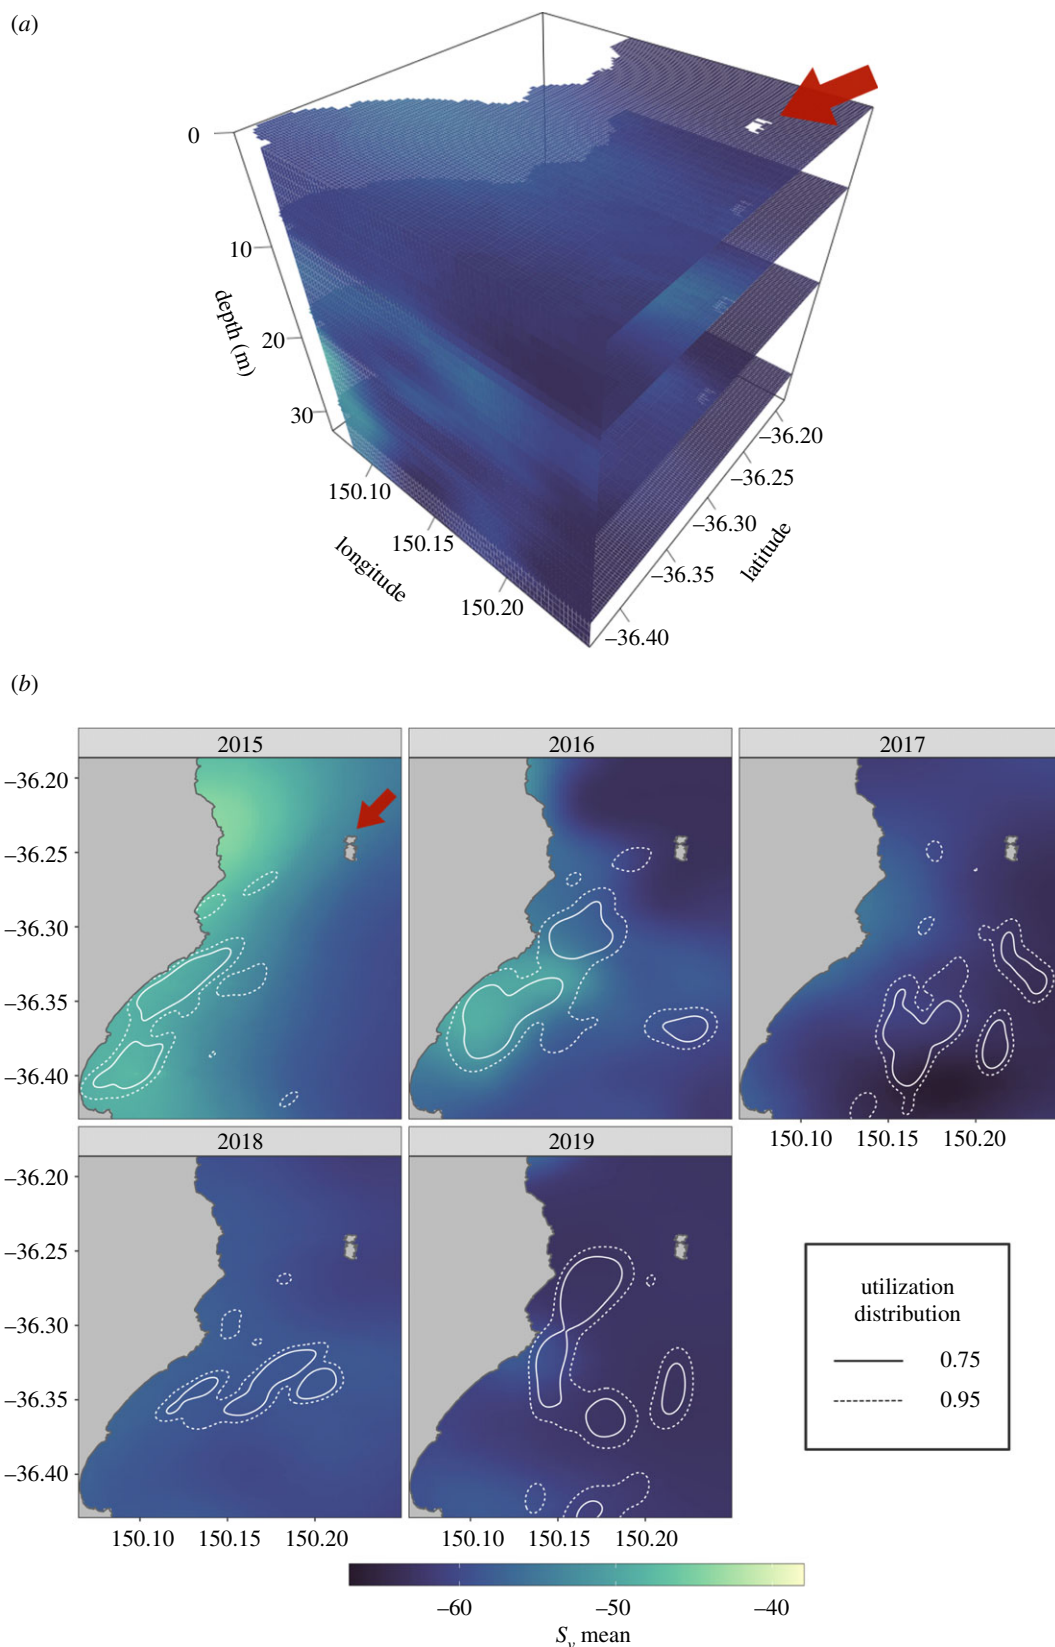 (a)
0
10
20
30
depth (m)
150.10
150.15
150.20
longitude
–36.20
–36.25
–36.30
–36.35
–36.40
latitude
(b)
2015
2016
2017
–36.20
–36.25
–36.30
–36.35
–36.40
150.10 150.15 150.20
2018
2019
–36.20
–36.25
–36.30
–36.35
–36.40
150.10 150.15 150.20
150.10 150.15 150.20
utilization
distribution
0.75
0.95
–60 –50 –40
Sv mean